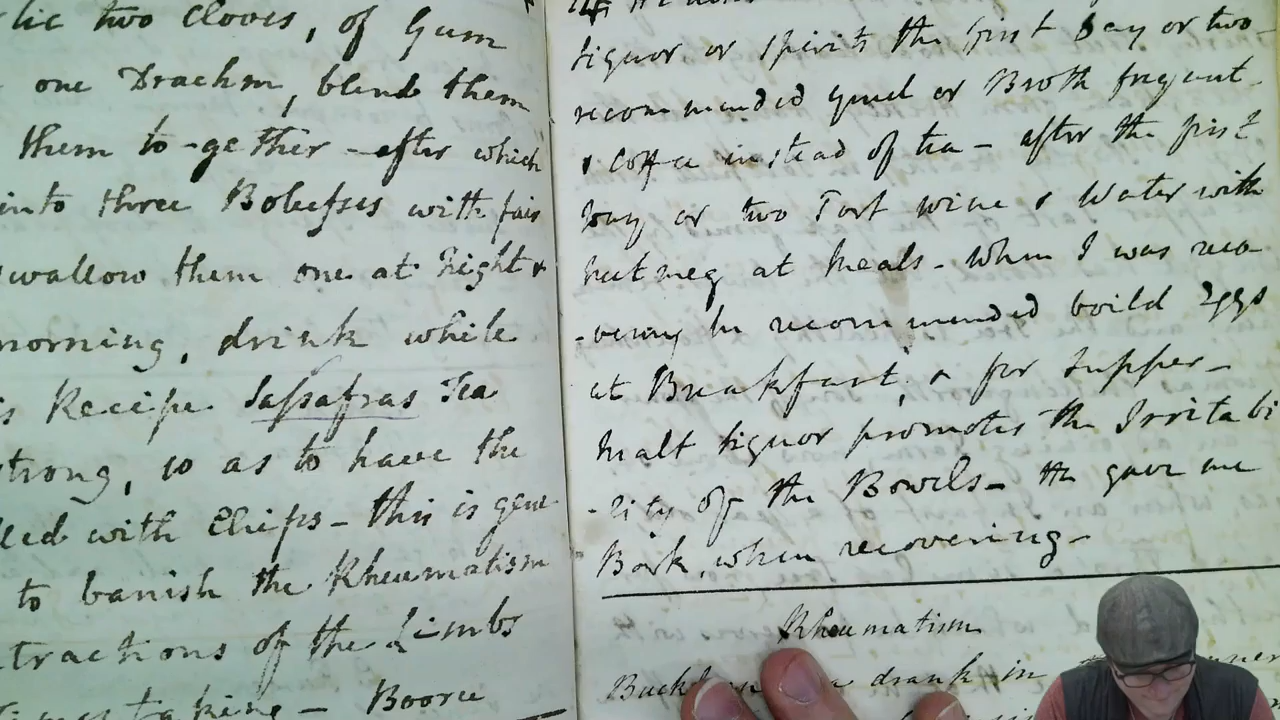 lic two Cloves, of Gum
one Drachm, blend them
them to-gether - after which
into three Bolusses with fair
swallow them one at Night &
morning, drink while
Recipe Sassafras Tea
strong, so as to have the
with Chips - this is gene
to banish the Rheumatism
tractions of the Limbs
times taking - Boore
liquor or spirits the first Day or two -
recommended gruel or Broth frequent-
& Coffee instead of tea - after the first
Day or two Port wine & Water with
nutmeg at Meals - When I was reco
-vering he recommended boild Eggs
at Breakfast, & for Supper -
Malt liquor promotes the Irritabi
-lity of the Bowels - He gave me
Bark, when recovering -
Rheumatism
Buck drank in